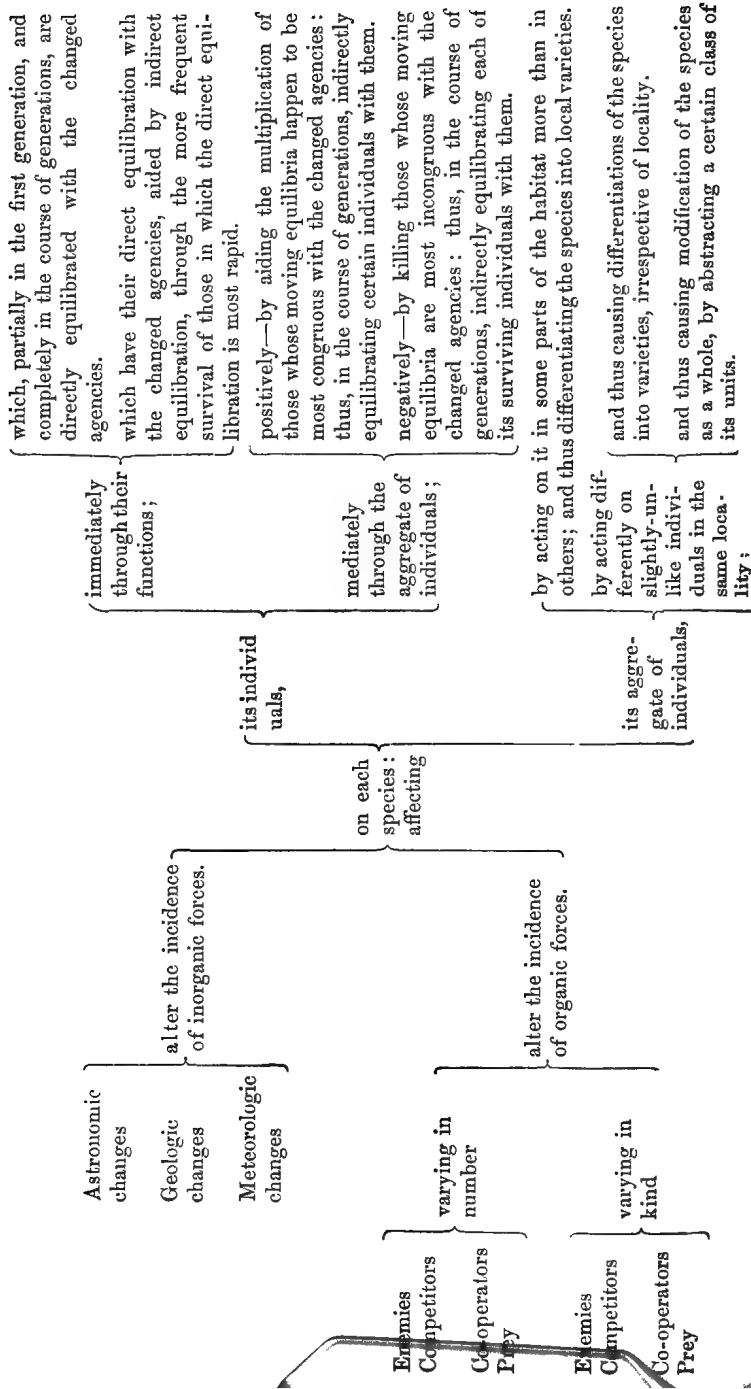 Astronomic
changes
Geologic
changes
Meteorologic
changes
alter the incidence
of inorganic forces.
Enemies
Competitors
Co-operators
Prey
varying in
number
Enemies
Competitors
Co-operators
Prey
varying in
kind
alter the incidence
of organic forces.
on each
species:
affecting
its individ
uals,
immediately
through their
functions;
which, partially in the first generation, and
completely in the course of generations, are
directly equilibrated with the changed
agencies.
which have their direct equilibration with
the changed agencies, aided by indirect
equilibration, through the more frequent
survival of those in which the direct equi-
libration is most rapid.
mediately
through the
aggregate of
individuals;
positively—by aiding the multiplication of
those whose moving equilibria happen to be
most congruous with the changed agencies:
thus, in the course of generations, indirectly
equilibrating certain individuals with them.
negatively—by killing those whose moving
equilibria are most incongruous with the
changed agencies: thus, in the course of
generations, indirectly equilibrating each of
its surviving individuals with them.
its aggre-
gate of
individuals,
by acting on it in some parts of the habitat more than in
others; and thus differentiating the species into local varieties.
by acting dif-
ferently on
slightly-un-
like indivi-
duals in the
same loca-
lity;
and thus causing differentiations of the species
into varieties, irrespective of locality.
and thus causing modification of the species
as a whole, by abstracting a certain class of
its units.